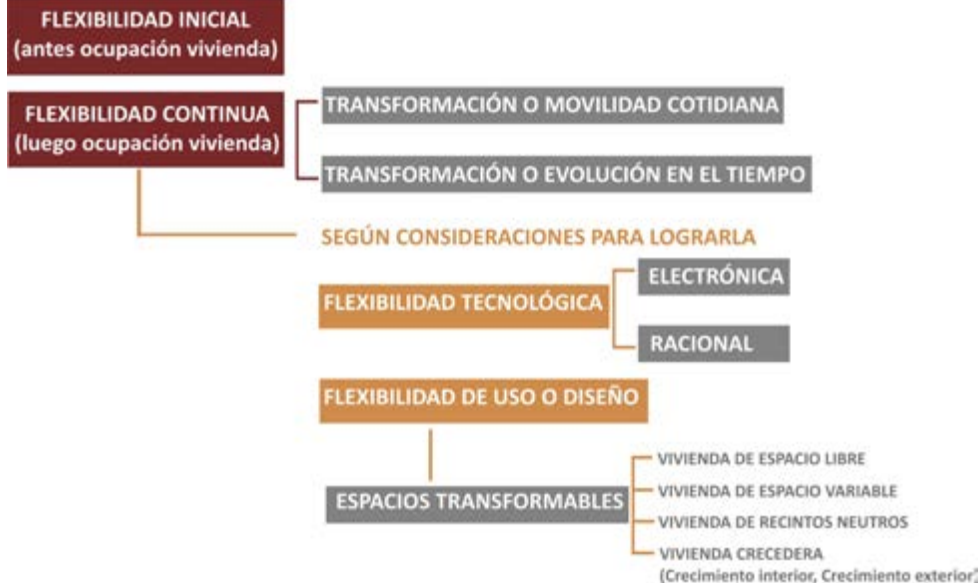 FLEXIBILIDAD INICIAL
(antes ocupación vivienda)
FLEXIBILIDAD CONTINUA
(luego ocupación vivienda)
TRANSFORMACIÓN O MOVILIDAD COTIDIANA
TRANSFORMACIÓN O EVOLUCIÓN EN EL TIEMPO
SEGÚN CONSIDERACIONES PARA LOGRARLA
FLEXIBILIDAD TECNOLÓGICA
ELECTRÓNICA
RACIONAL
FLEXIBILIDAD DE USO O DISEÑO
ESPACIOS TRANSFORMABLES
VIVIENDA DE ESPACIO LIBRE
VIVIENDA DE ESPACIO VARIABLE
VIVIENDA DE RECINTOS NEUTROS
VIVIENDA CRECEDERA
(Crecimiento interior, Crecimiento exterior)